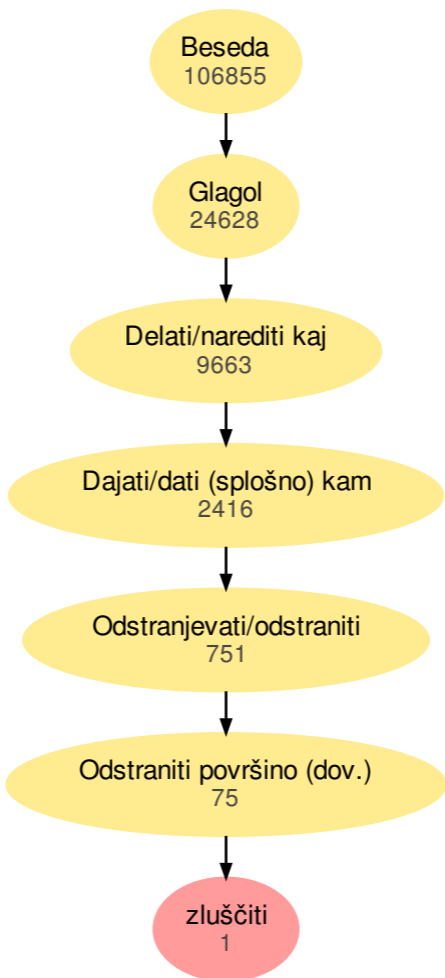 Beseda
106855
Glagol
24628
Delati/narediti kaj
9663
Dajati/dati (splošno) kam
2416
Odstranjevati/odstraniti
751
Odstraniti površino (dov.)
75
zluščiti
1